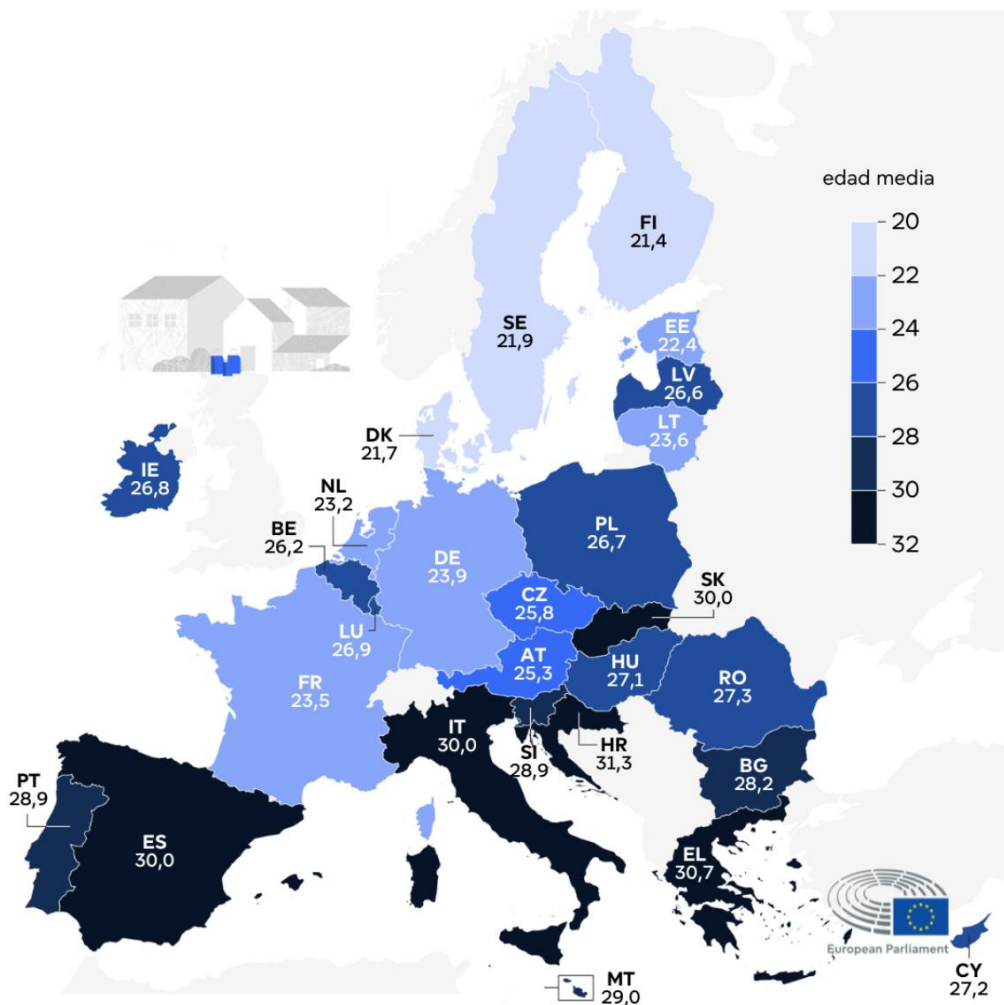 edad media
20
22
24
26
28
30
32
FI
21,4
SE
21,9
EE
22,4
LV
26,6
LT
23,6
DK
21,7
IE
26,8
NL
23,2
BE
26,2
PL
26,7
DE
23,9
SK
30,0
CZ
25,8
LU
26,9
AT
25,3
HU
27,1
RO
27,3
FR
23,5
IT
30,0
SI
28,9
HR
31,3
BG
28,2
PT
28,9
ES
30,0
EL
30,7
European Parliament
CY
27,2
MT
29,0